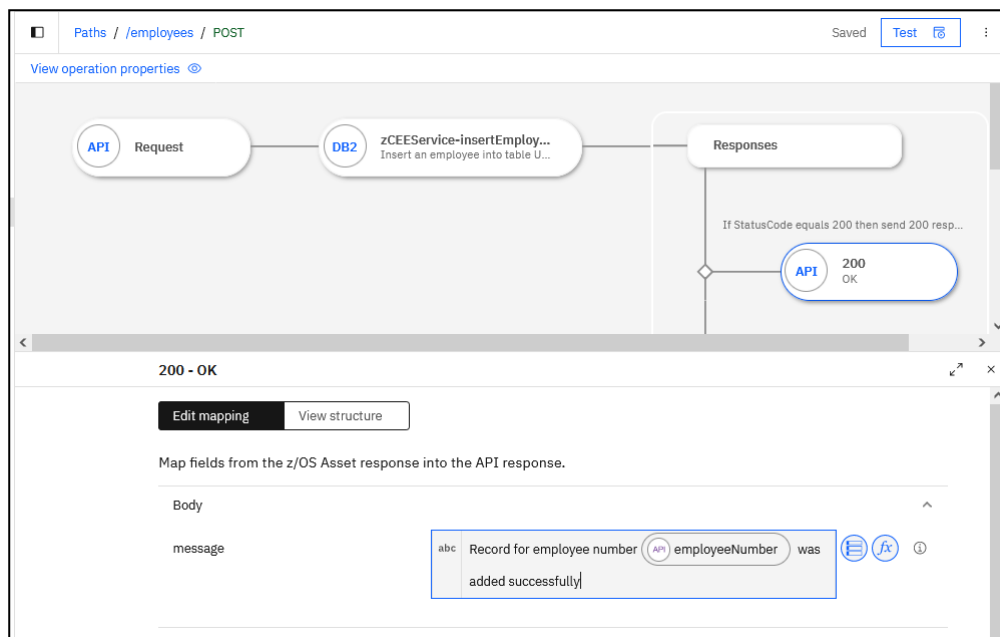 Paths / /employees / POST
Saved
Test
View operation properties
API
Request
DB2
zCEEService-insertEmploy...
Insert an employee into table U...
Responses
If StatusCode equals 200 then send 200 resp...
API
200
OK
200 - OK
Edit mapping
View structure
Map fields from the z/OS Asset response into the API response.
Body
message
abc
Record for employee number API employeeNumber was
added successfully
fx